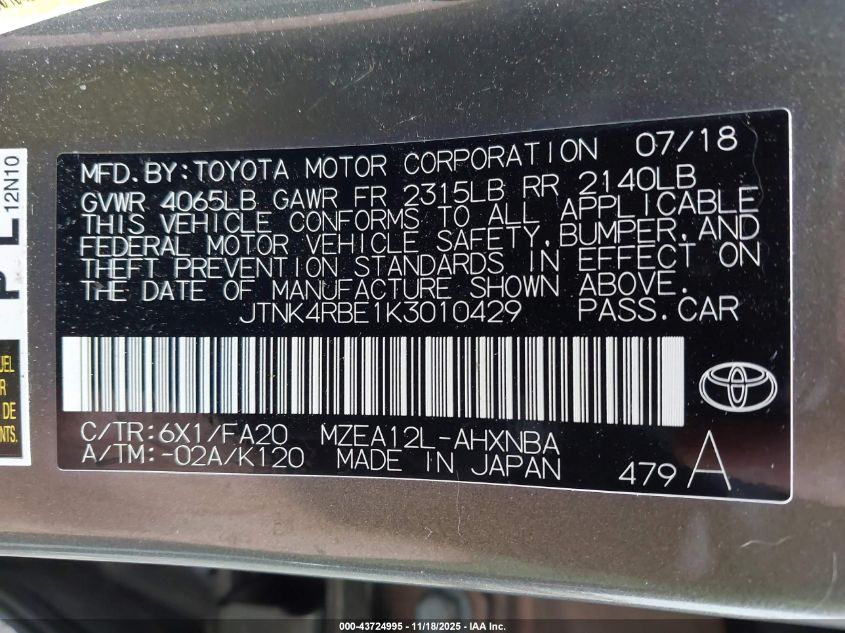 MFD. BY: TOYOTA MOTOR CORPORATION 07/18
GVWR 4065LB GAWR FR 2315LB RR 2140LB
THIS VEHICLE CONFORMS TO ALL APPLICABLE
FEDERAL MOTOR VEHICLE SAFETY, BUMPER, AND
THEFT PREVENTION STANDARDS IN EFFECT ON
THE DATE OF MANUFACTURE SHOWN ABOVE.
JTNK4RBE1K3010429 PASS.CAR
C/TR:6X1/FA20 MZEA12L-AHXNBA
A/TM:-02A/K120 MADE IN JAPAN
479 A
12N10
P L
UEL
R
DE
NTS.
000-43724995 - 11/18/2025 - IAA, Inc.